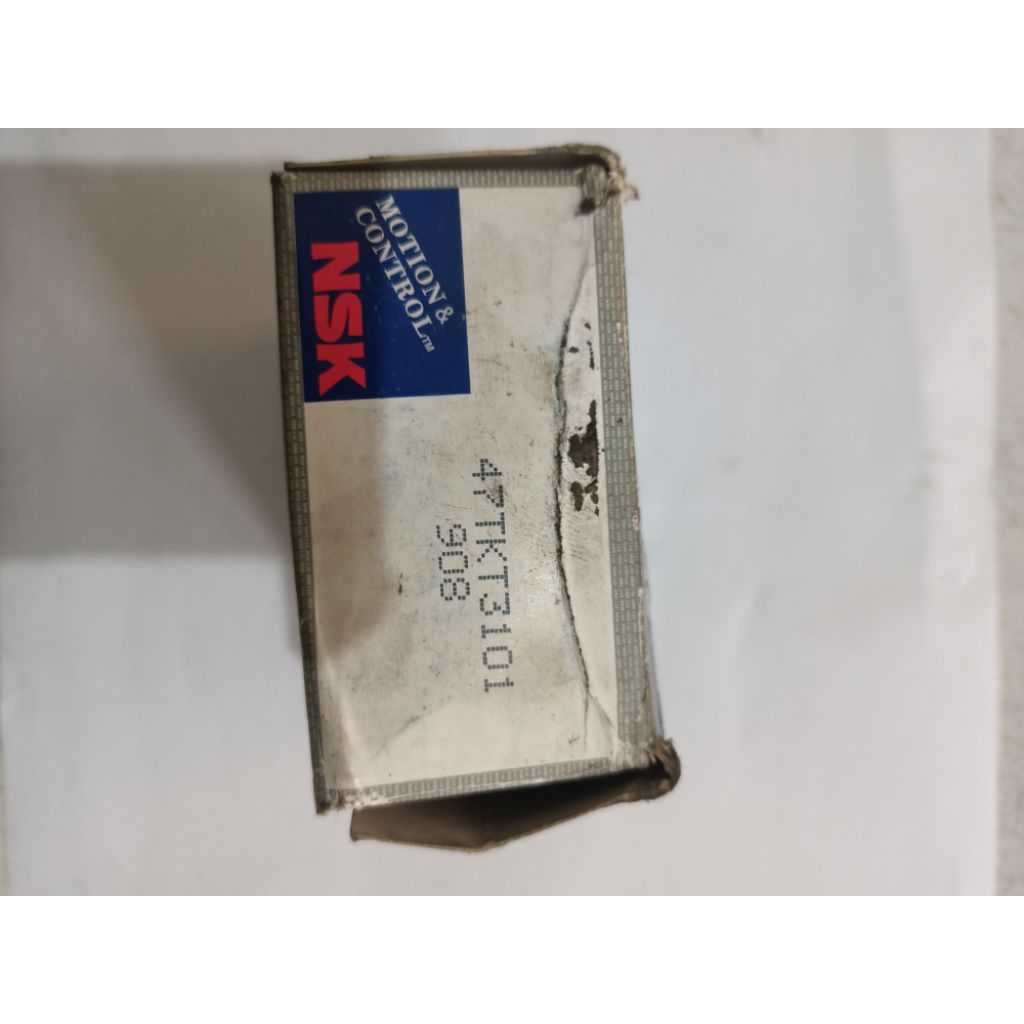 MOTION &
CONTROL™
NSK
47TKT3101
908